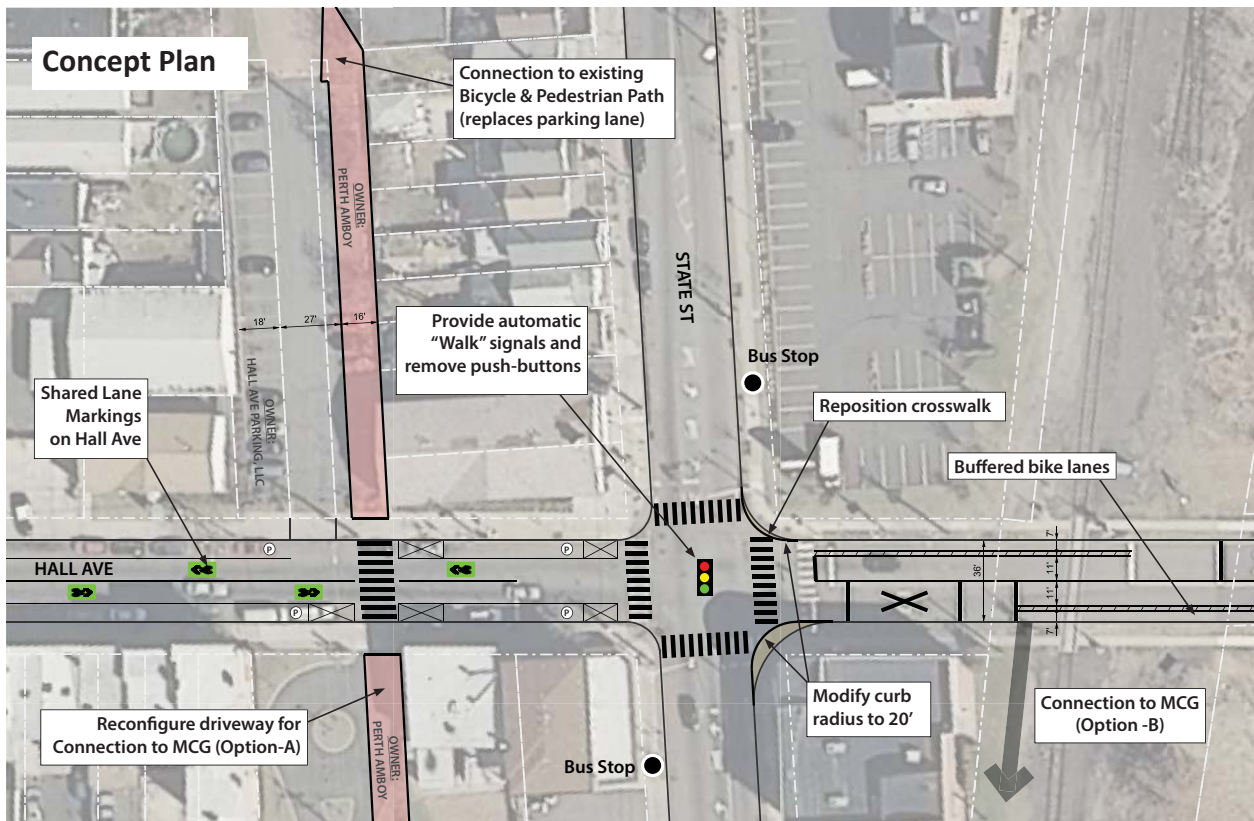 Concept Plan
Connection to existing
Bicycle & Pedestrian Path
(replaces parking lane)
OWNER:
PERTH AMBOY
STATE ST
18'
27'
16'
Provide automatic
“Walk” signals and
remove push-buttons
Bus Stop
Shared Lane
Markings
on Hall Ave
OWNER:
HALL AVE PARKING, LLC
Reposition crosswalk
Buffered bike lanes
P
P
HALL AVE
7'
36'
11'
11'
7'
P
P
Reconfigure driveway for
Connection to MCG (Option-A)
OWNER:
PERTH AMBOY
Modify curb
radius to 20’
Connection to MCG
(Option -B)
Bus Stop